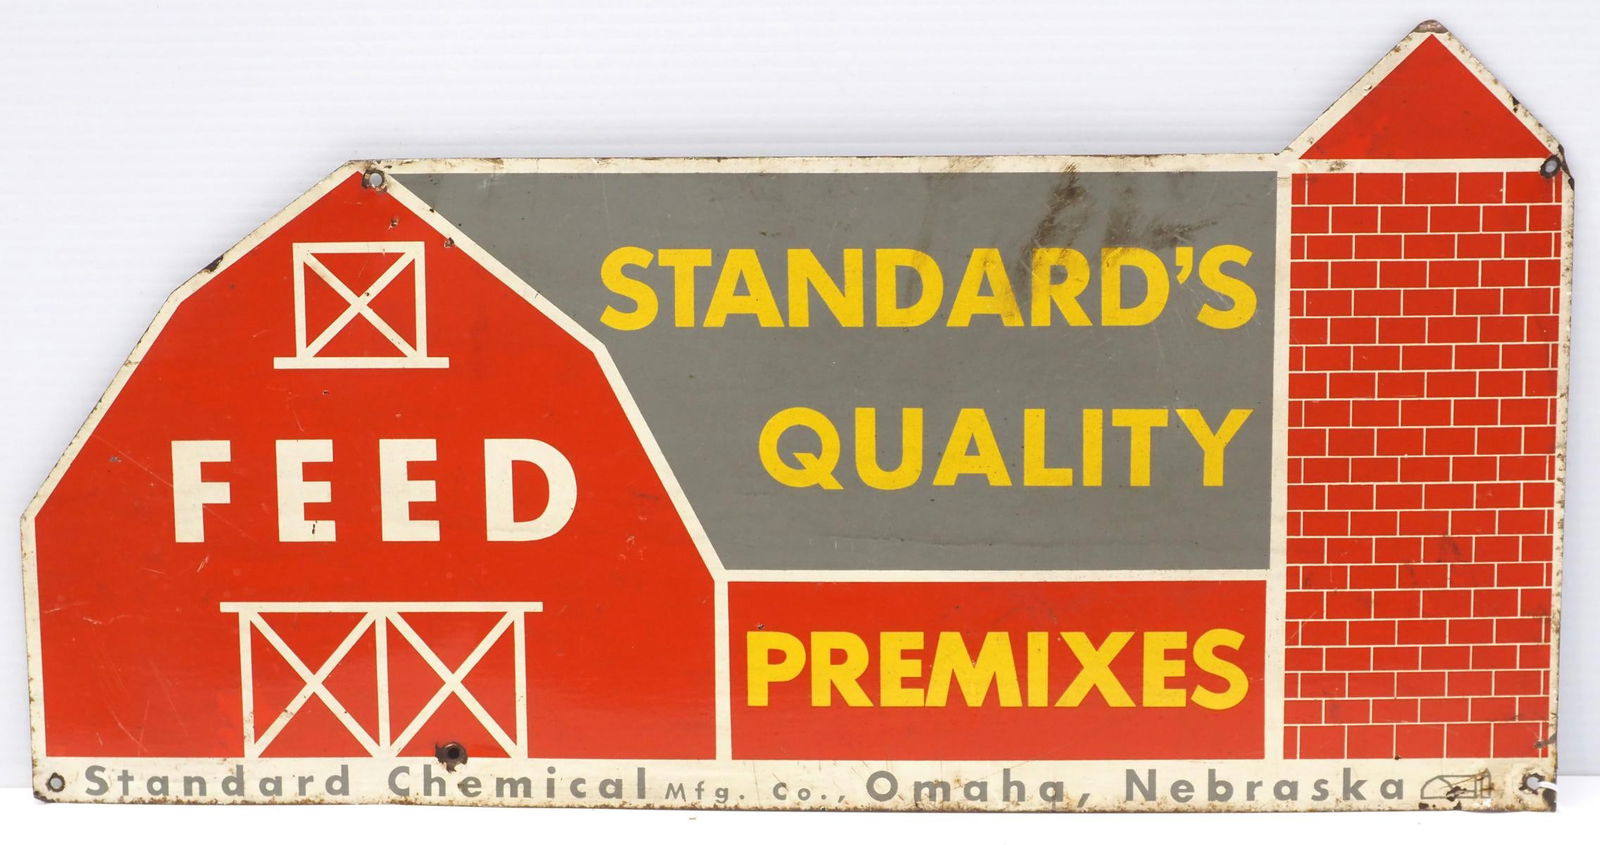 FEED
STANDARD'S
QUALITY
PREMIXES
Standard Chemical Mfg. Co., Omaha, Nebraska